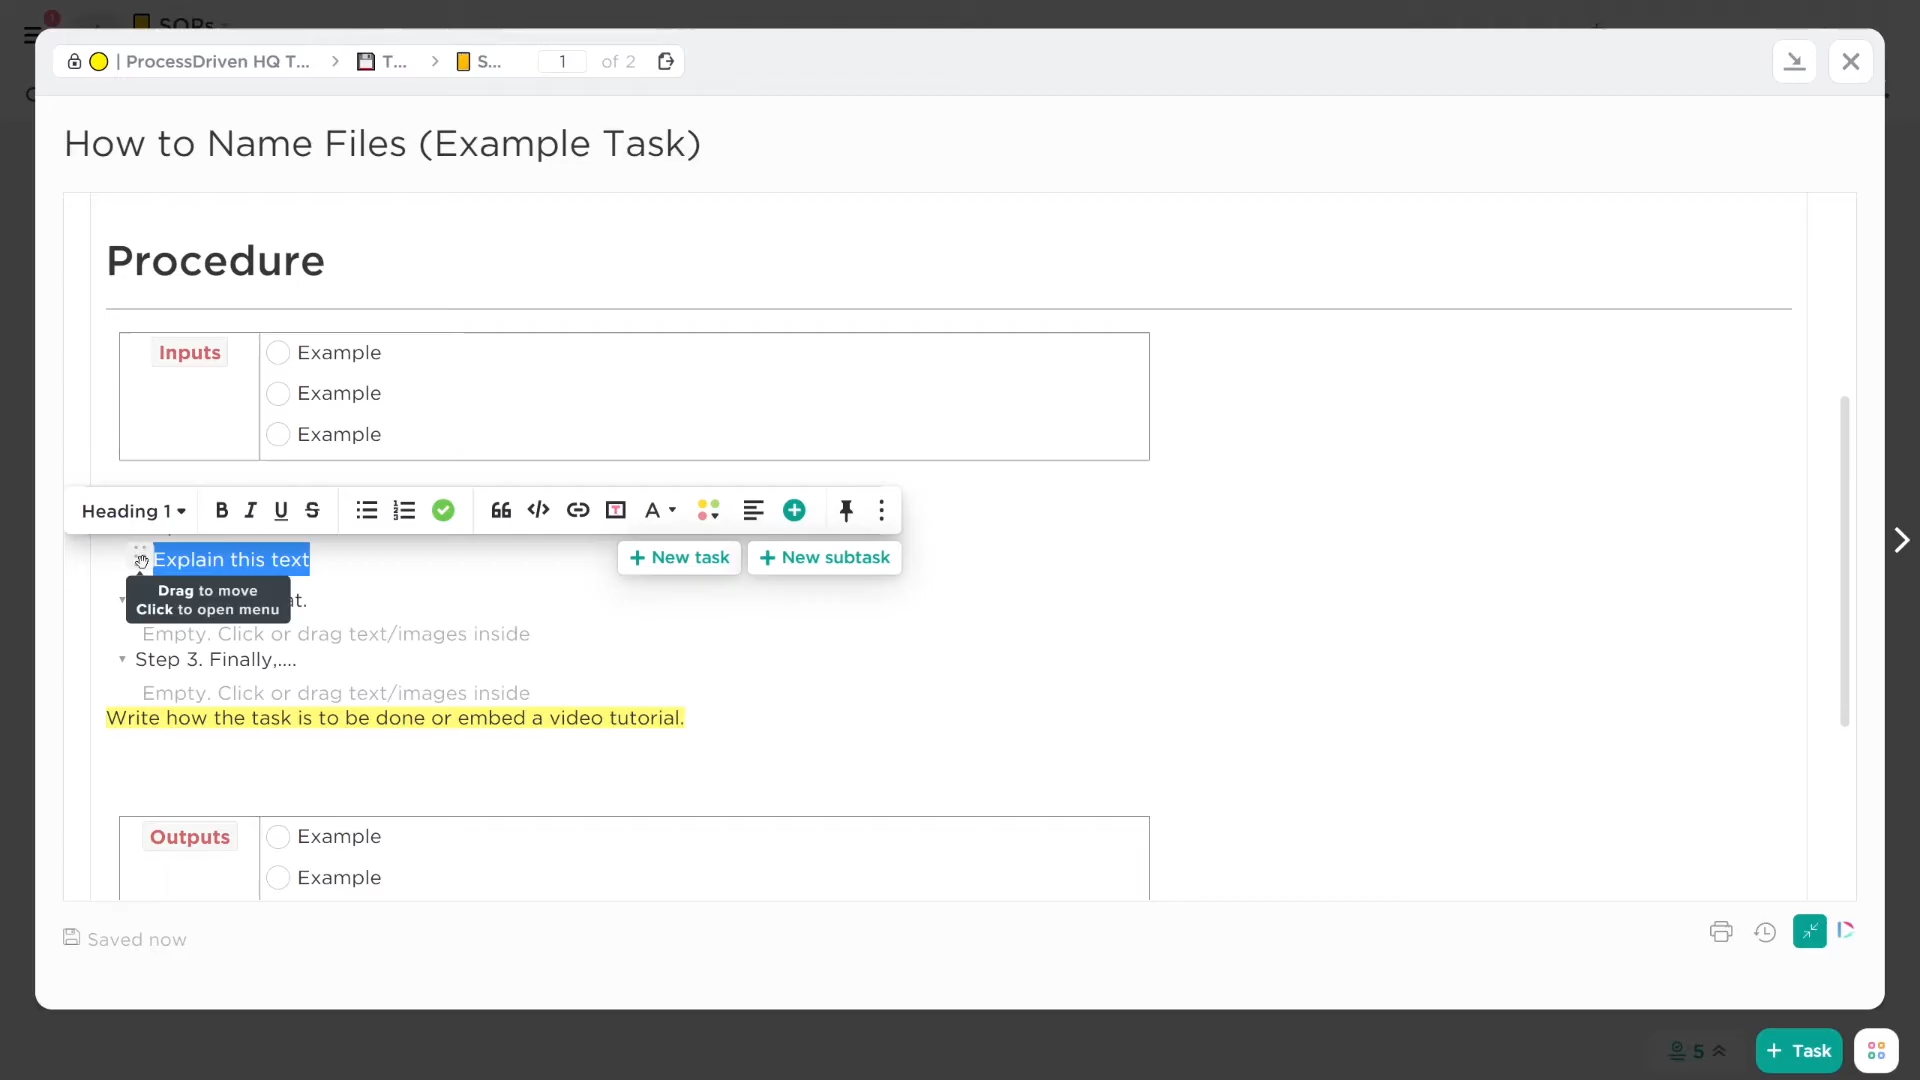 1
SOPs
| ProcessDriven HQ T... > T... > S... 1 of 2
How to Name Files (Example Task)
Procedure
Inputs
Example
Example
Example
Heading 1 B I U S A
Explain this text
+ New task + New subtask
Drag to move
Click to open menu
at.
Empty. Click or drag text/images inside
Step 3. Finally,....
Empty. Click or drag text/images inside
Write how the task is to be done or embed a video tutorial.
Outputs
Example
Example
Saved now
5
+ Task